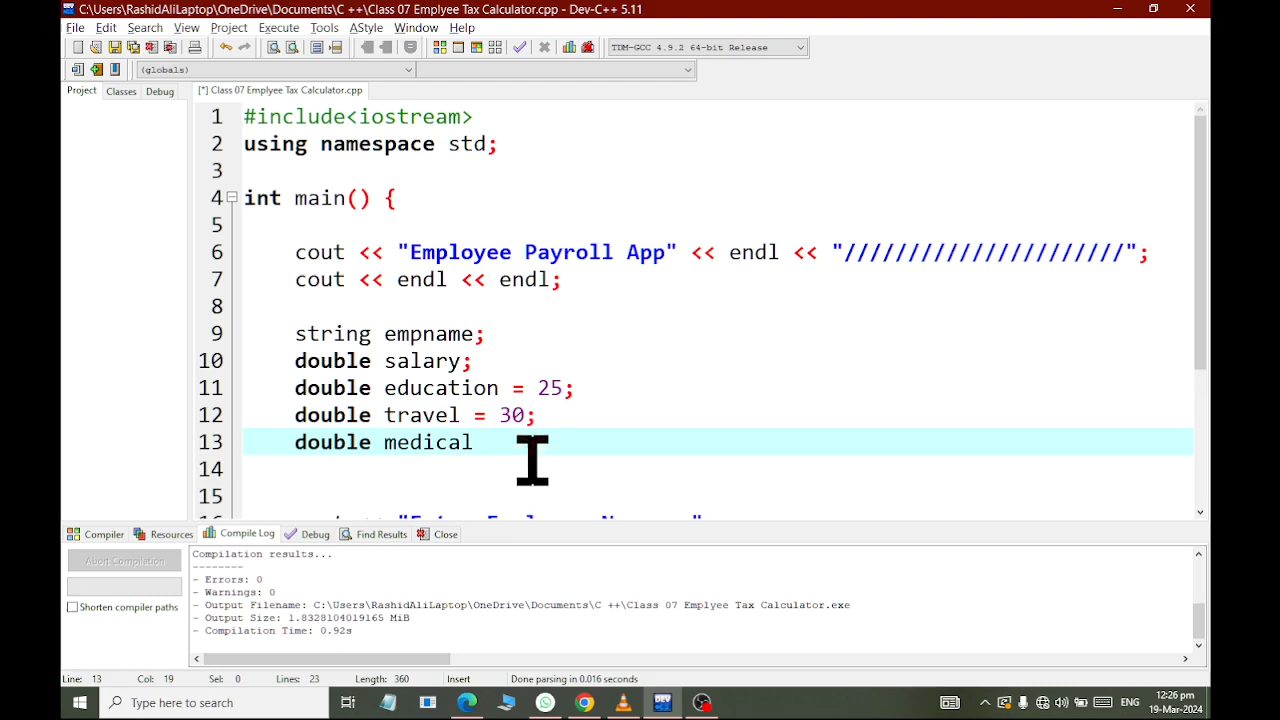 C:\Users\RashidAliLaptop\OneDrive\Documents\C ++\Class 07 Emplyee Tax Calculator.cpp - Dev-C++ 5.11
File Edit Search View Project Execute Tools AStyle Window Help
TDM-GCC 4.9.2 64-bit Release
(globals)
Project Classes Debug
[*] Class 07 Emplyee Tax Calculator.cpp
1 #include<iostream>
2 using namespace std;
3
4 int main() {
5
6 cout << "Employee Payroll App" << endl << "//////////////////////";
7 cout << endl << endl;
8
9 string empname;
10 double salary;
11 double education = 25;
12 double travel = 30;
13 double medical
14
15
Compiler Resources Compile Log Debug Find Results Close
Abort Compilation
Shorten compiler paths
Compilation results...
--------
- Errors: 0
- Warnings: 0
- Output Filename: C:\Users\RashidAliLaptop\OneDrive\Documents\C ++\Class 07 Emplyee Tax Calculator.exe
- Output Size: 1.8328104019165 MiB
- Compilation Time: 0.92s
Line: 13 Col: 19 Sel: 0 Lines: 23 Length: 360 Insert Done parsing in 0.016 seconds
Type here to search
DEV
ENG
12:26 pm
19-Mar-2024